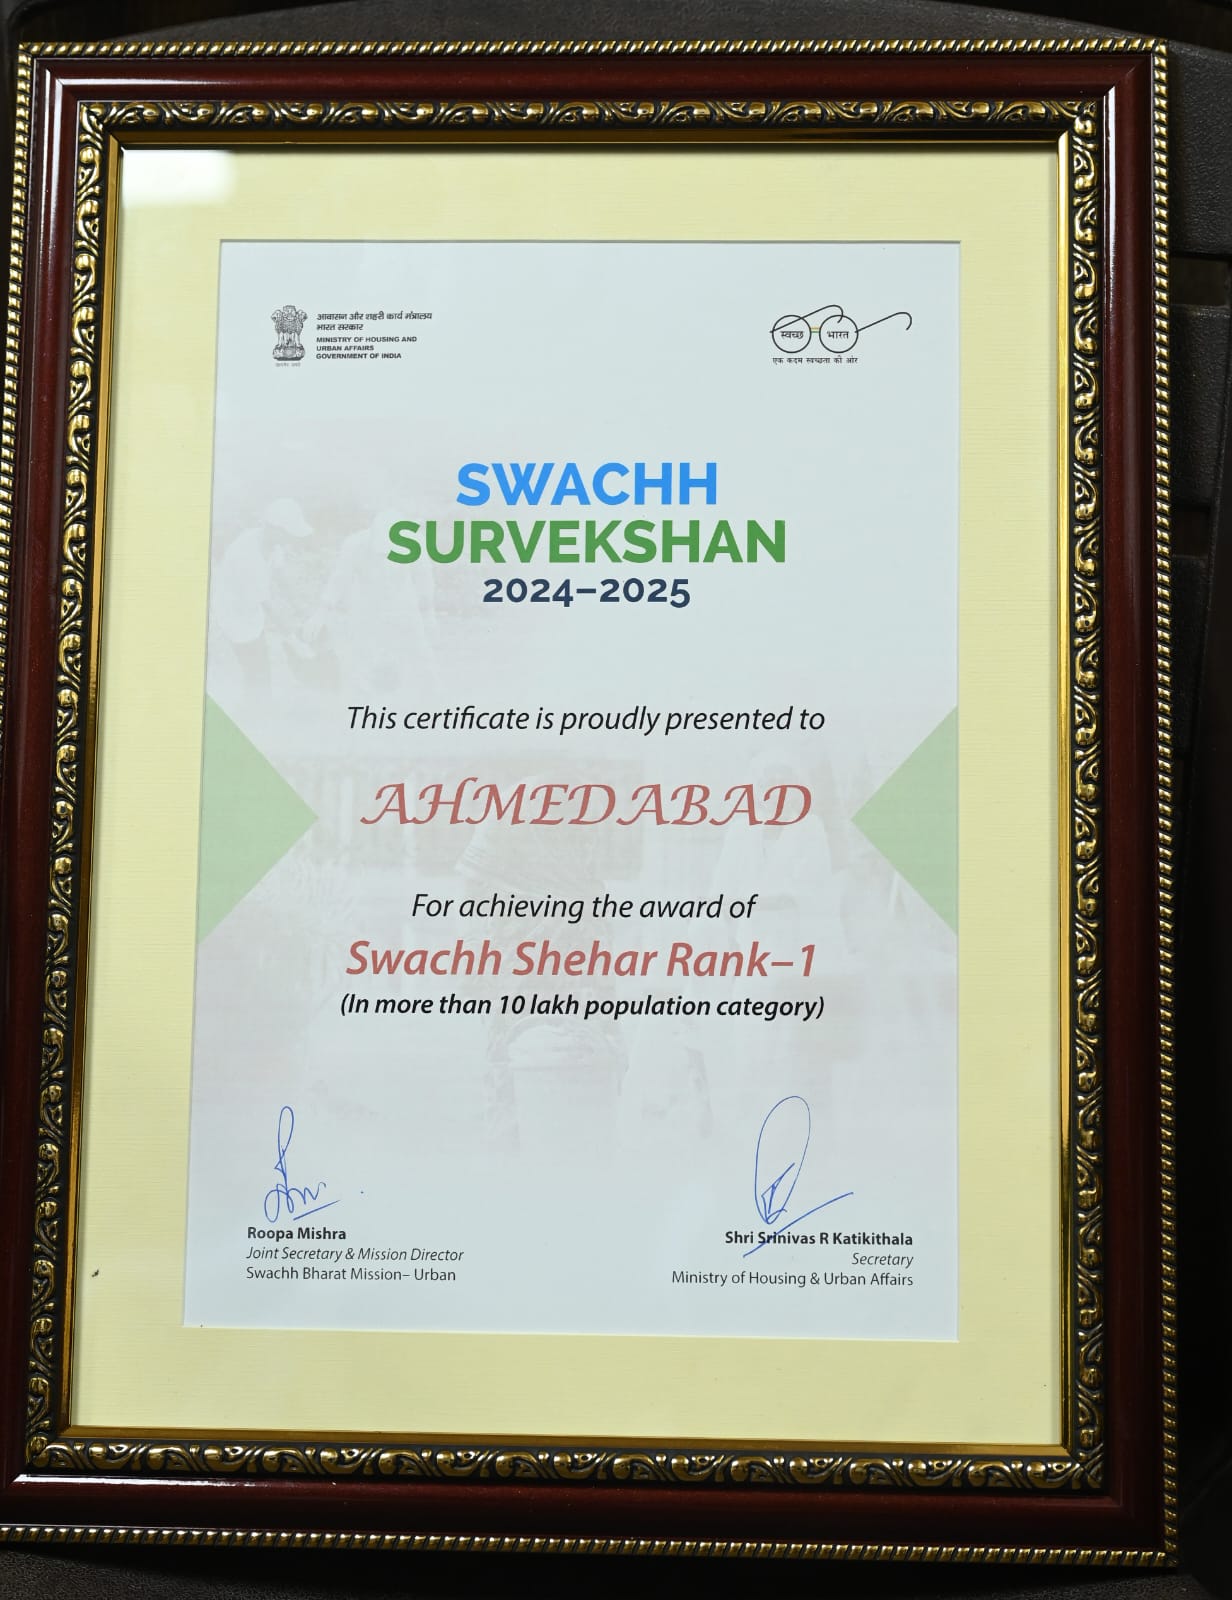 आवासन और शहरी कार्य मंत्रालय
भारत सरकार
MINISTRY OF HOUSING AND
URBAN AFFAIRS
GOVERNMENT OF INDIA
स्वच्छ भारत
एक कदम स्वच्छता की ओर
SWACHH
SURVEKSHAN
2024–2025
This certificate is proudly presented to
AHMEDABAD
For achieving the award of
Swachh Shehar Rank–1
(In more than 10 lakh population category)
Roopa Mishra
Joint Secretary & Mission Director
Swachh Bharat Mission– Urban
Shri Srinivas R Katikithala
Secretary
Ministry of Housing & Urban Affairs